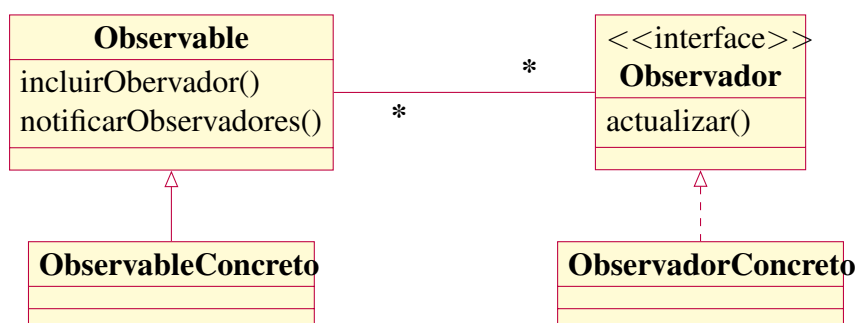 Observable
incluirObervador()
notificarObservadores()
*
*
<<interface>>
Observador
actualizar()
ObservableConcreto
ObservadorConcreto